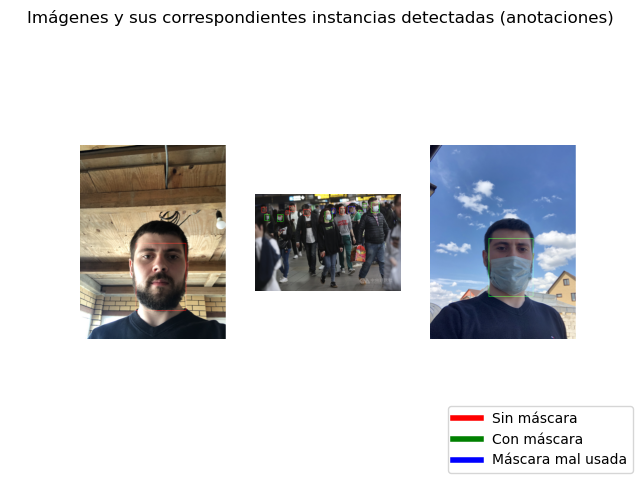 Imágenes y sus correspondientes instancias detectadas (anotaciones)
Sin máscara
Con máscara
Máscara mal usada